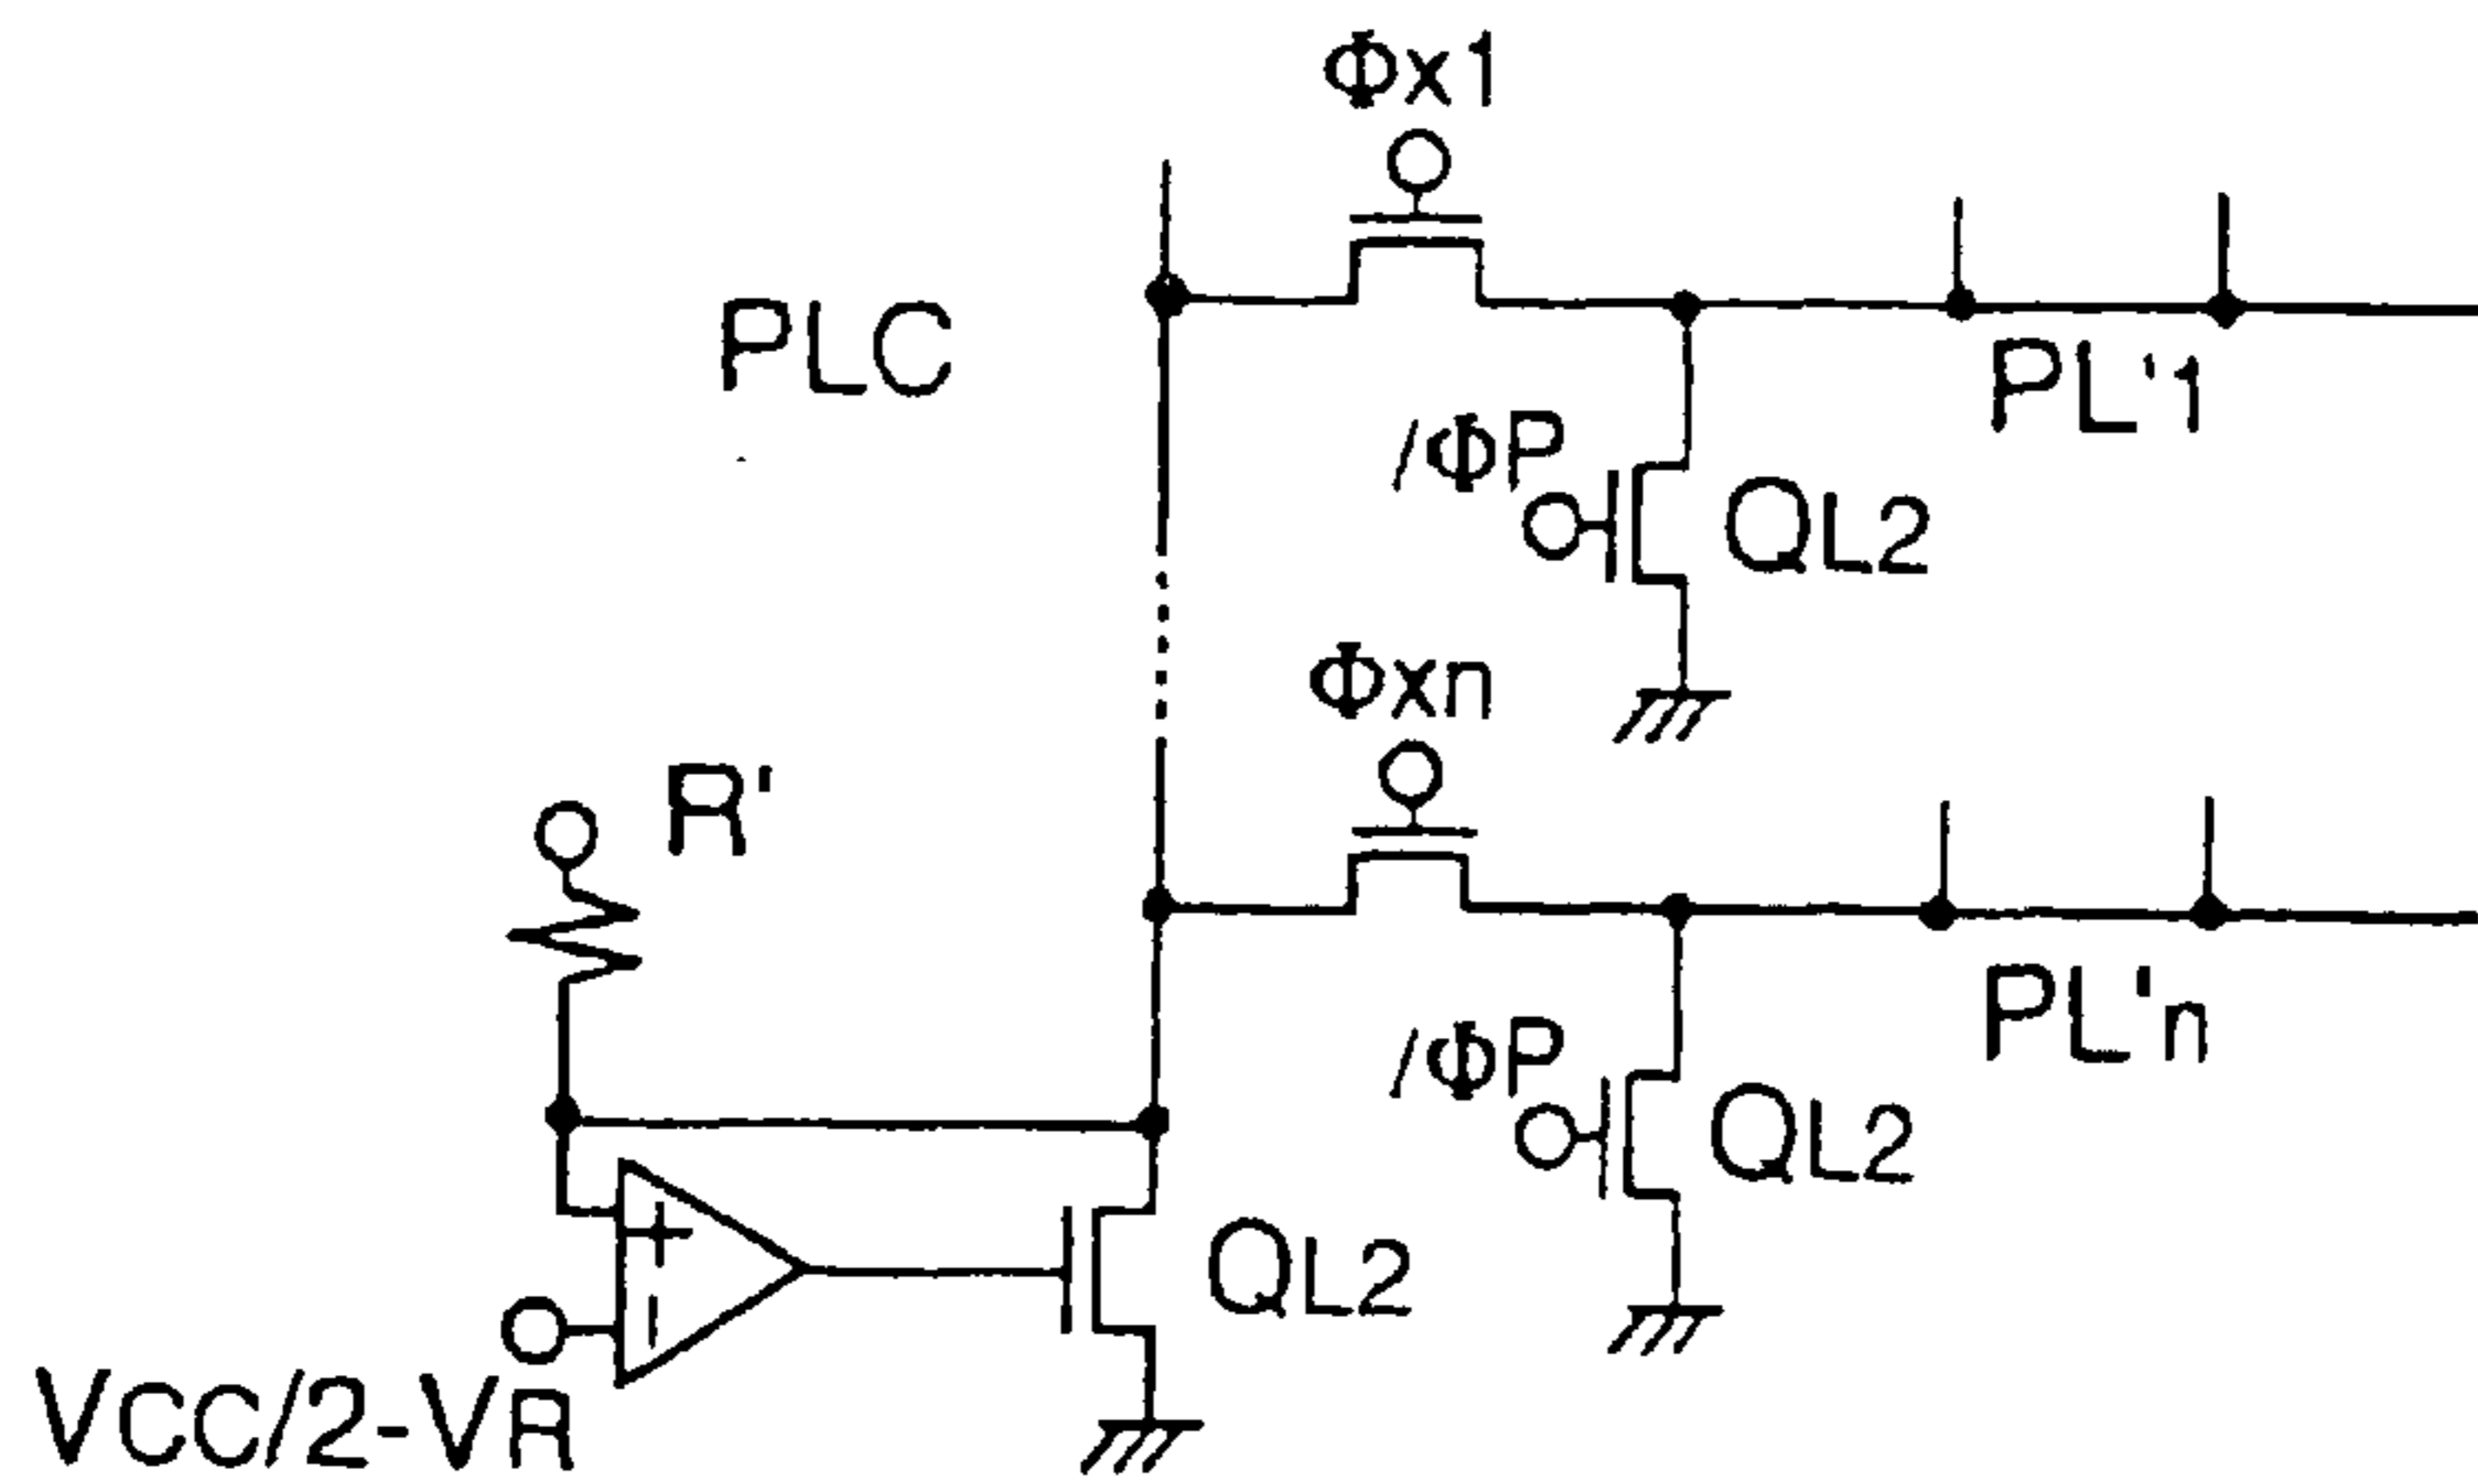 Φx1
PLC
PL'1
/ΦP
QL2
Φxn
R'
PL'n
/ΦP
QL2
+
-
QL2
VCC/2-VR